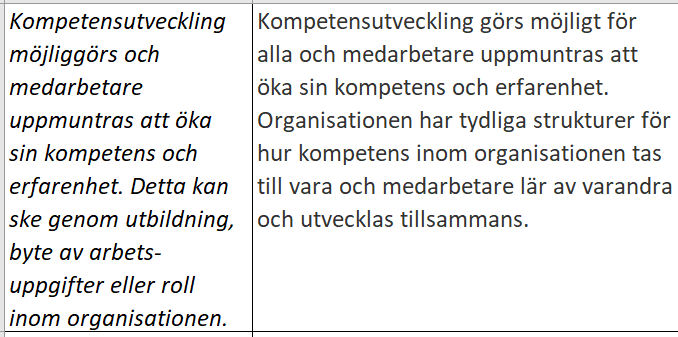 Kompetensutveckling
möjliggörs och
medarbetare
uppmuntras att öka
sin kompetens och
erfarenhet. Detta kan
ske genom utbildning,
byte av arbets-
uppgifter eller roll
inom organisationen.
Kompetensutveckling görs möjligt för
alla och medarbetare uppmuntras att
öka sin kompetens och erfarenhet.
Organisationen har tydliga strukturer för
hur kompetens inom organisationen tas
till vara och medarbetare lär av varandra
och utvecklas tillsammans.